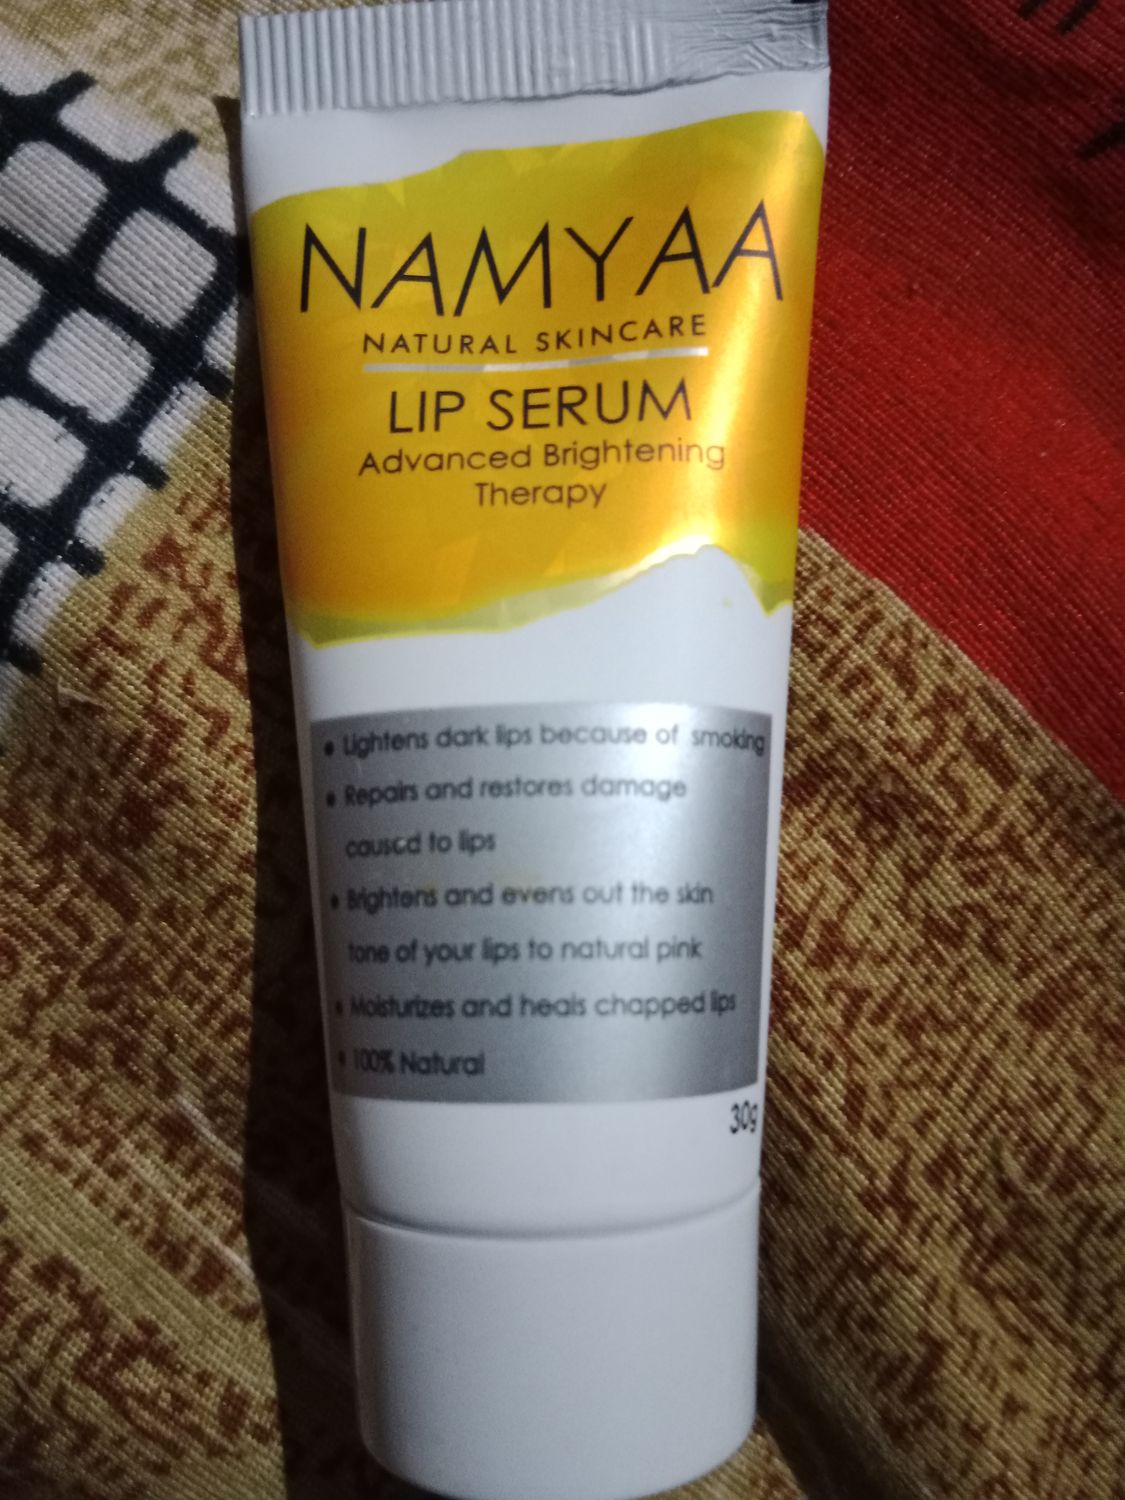 NAMYAA
NATURAL SKINCARE
LIP SERUM
Advanced Brightening
Therapy
• Lightens dark lips because of smoking
• Repairs and restores damage
caused to lips
• Brightens and evens out the skin
tone of your lips to natural pink
• Moisturizes and heals chapped lips
• 100% Natural
30g